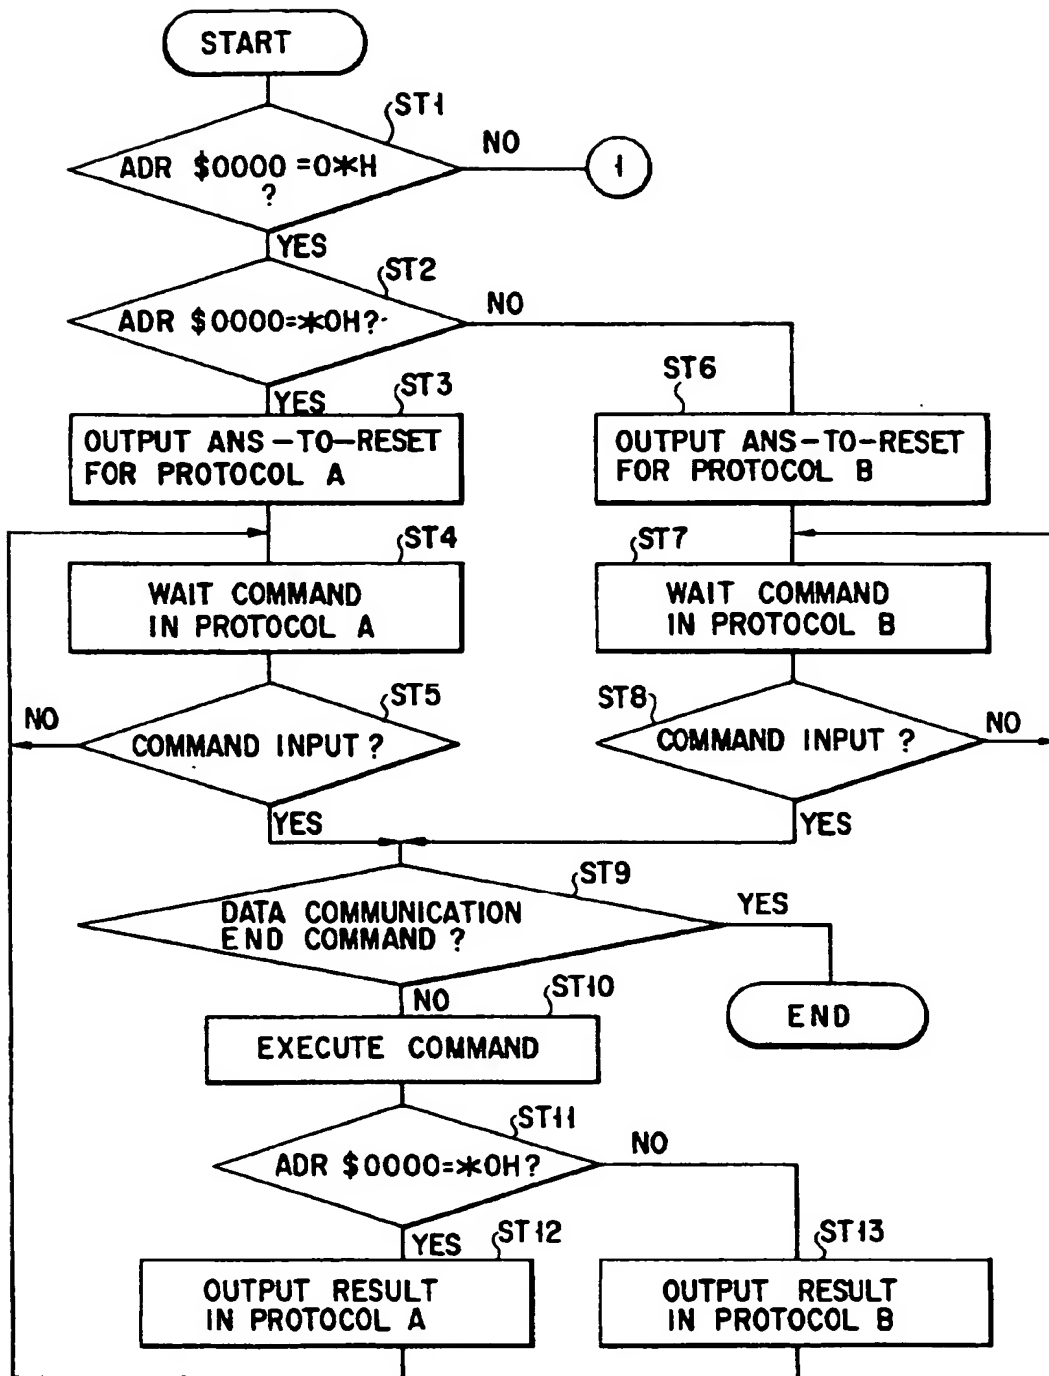 START
ST1
ADR $0000=0*H
?
NO
1
YES
ST2
ADR $0000=*0H?
NO
YES
ST3
OUTPUT ANS-TO-RESET
FOR PROTOCOL A
ST6
OUTPUT ANS-TO-RESET
FOR PROTOCOL B
ST4
WAIT COMMAND
IN PROTOCOL A
ST7
WAIT COMMAND
IN PROTOCOL B
ST5
COMMAND INPUT?
NO
YES
ST8
COMMAND INPUT?
NO
YES
ST9
DATA COMMUNICATION
END COMMAND?
YES
END
NO
ST10
EXECUTE COMMAND
ST11
ADR $0000=*0H?
NO
YES
ST12
OUTPUT RESULT
IN PROTOCOL A
ST13
OUTPUT RESULT
IN PROTOCOL B